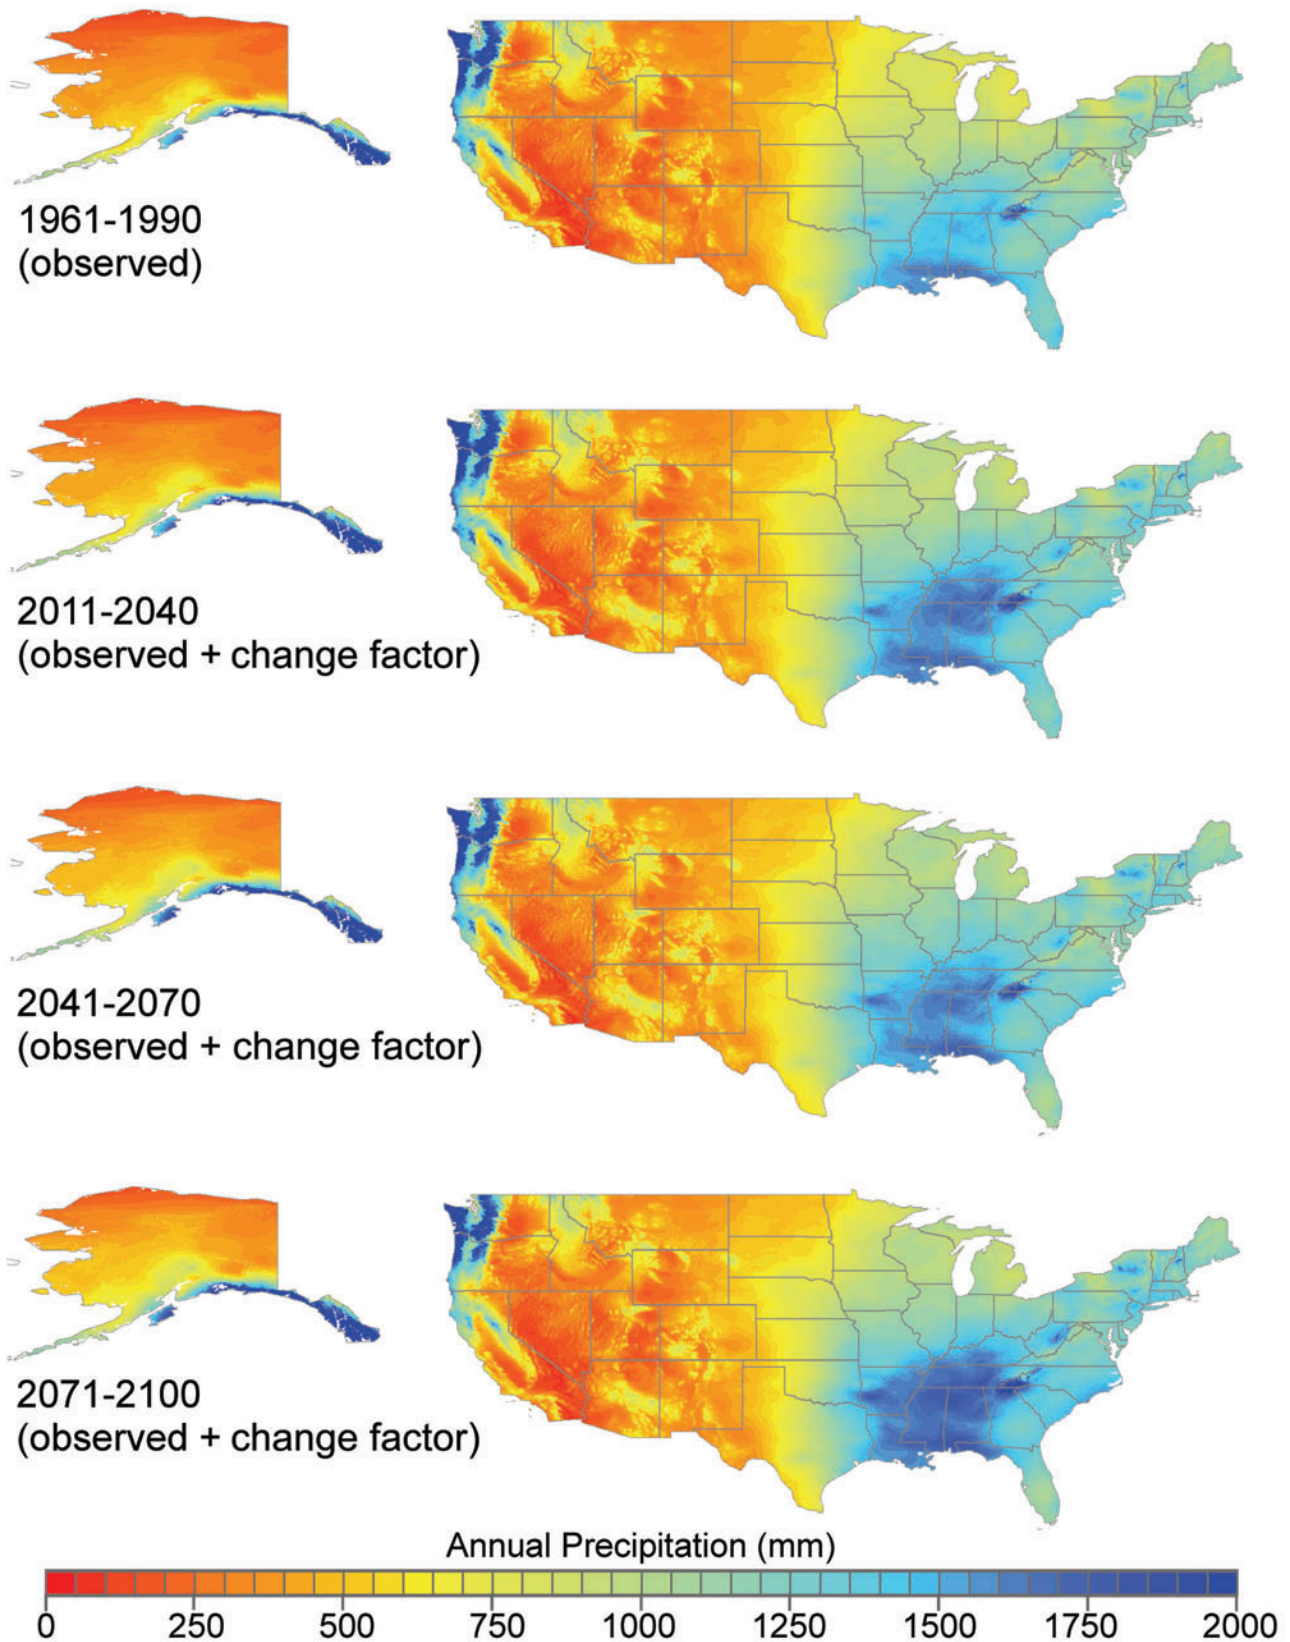 1961-1990
(observed)
2011-2040
(observed + change factor)
2041-2070
(observed + change factor)
2071-2100
(observed + change factor)
Annual Precipitation (mm)
0 250 500 750 1000 1250 1500 1750 2000